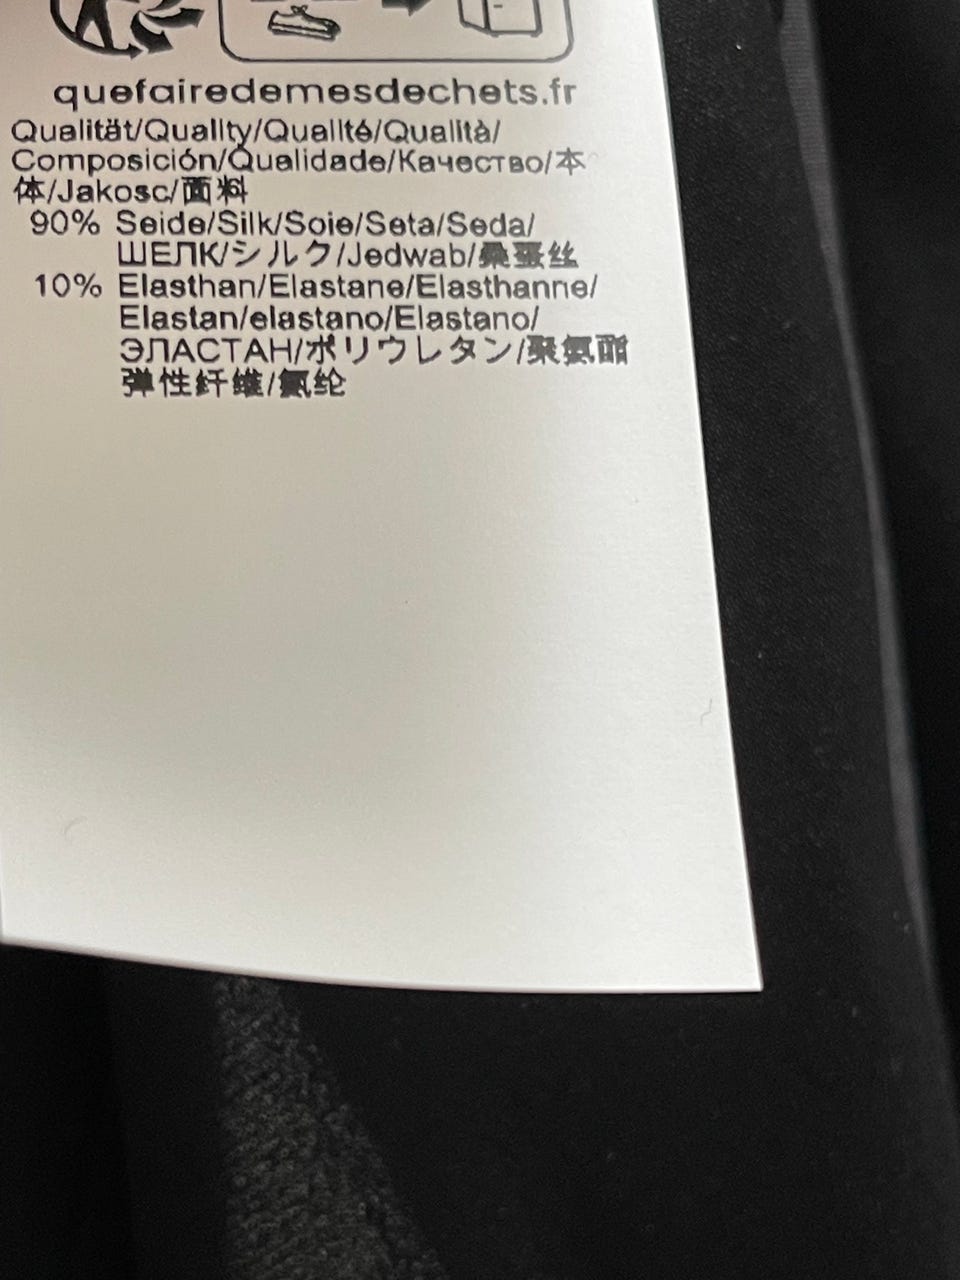 quefairedemesdechets.fr
Qualität/Quality/Qualité/Qualità/
Composición/Qualidade/Качество/本
体/Jakosc/面料
90% Seide/Silk/Soie/Seta/Seda/
ШЕЛК/シルク/Jedwab/桑蚕丝
10% Elasthan/Elastane/Elasthanne/
Elastan/elastano/Elastano/
ЭЛАСТАН/ポリウレタン/聚氨酯
弹性纤维/氨纶